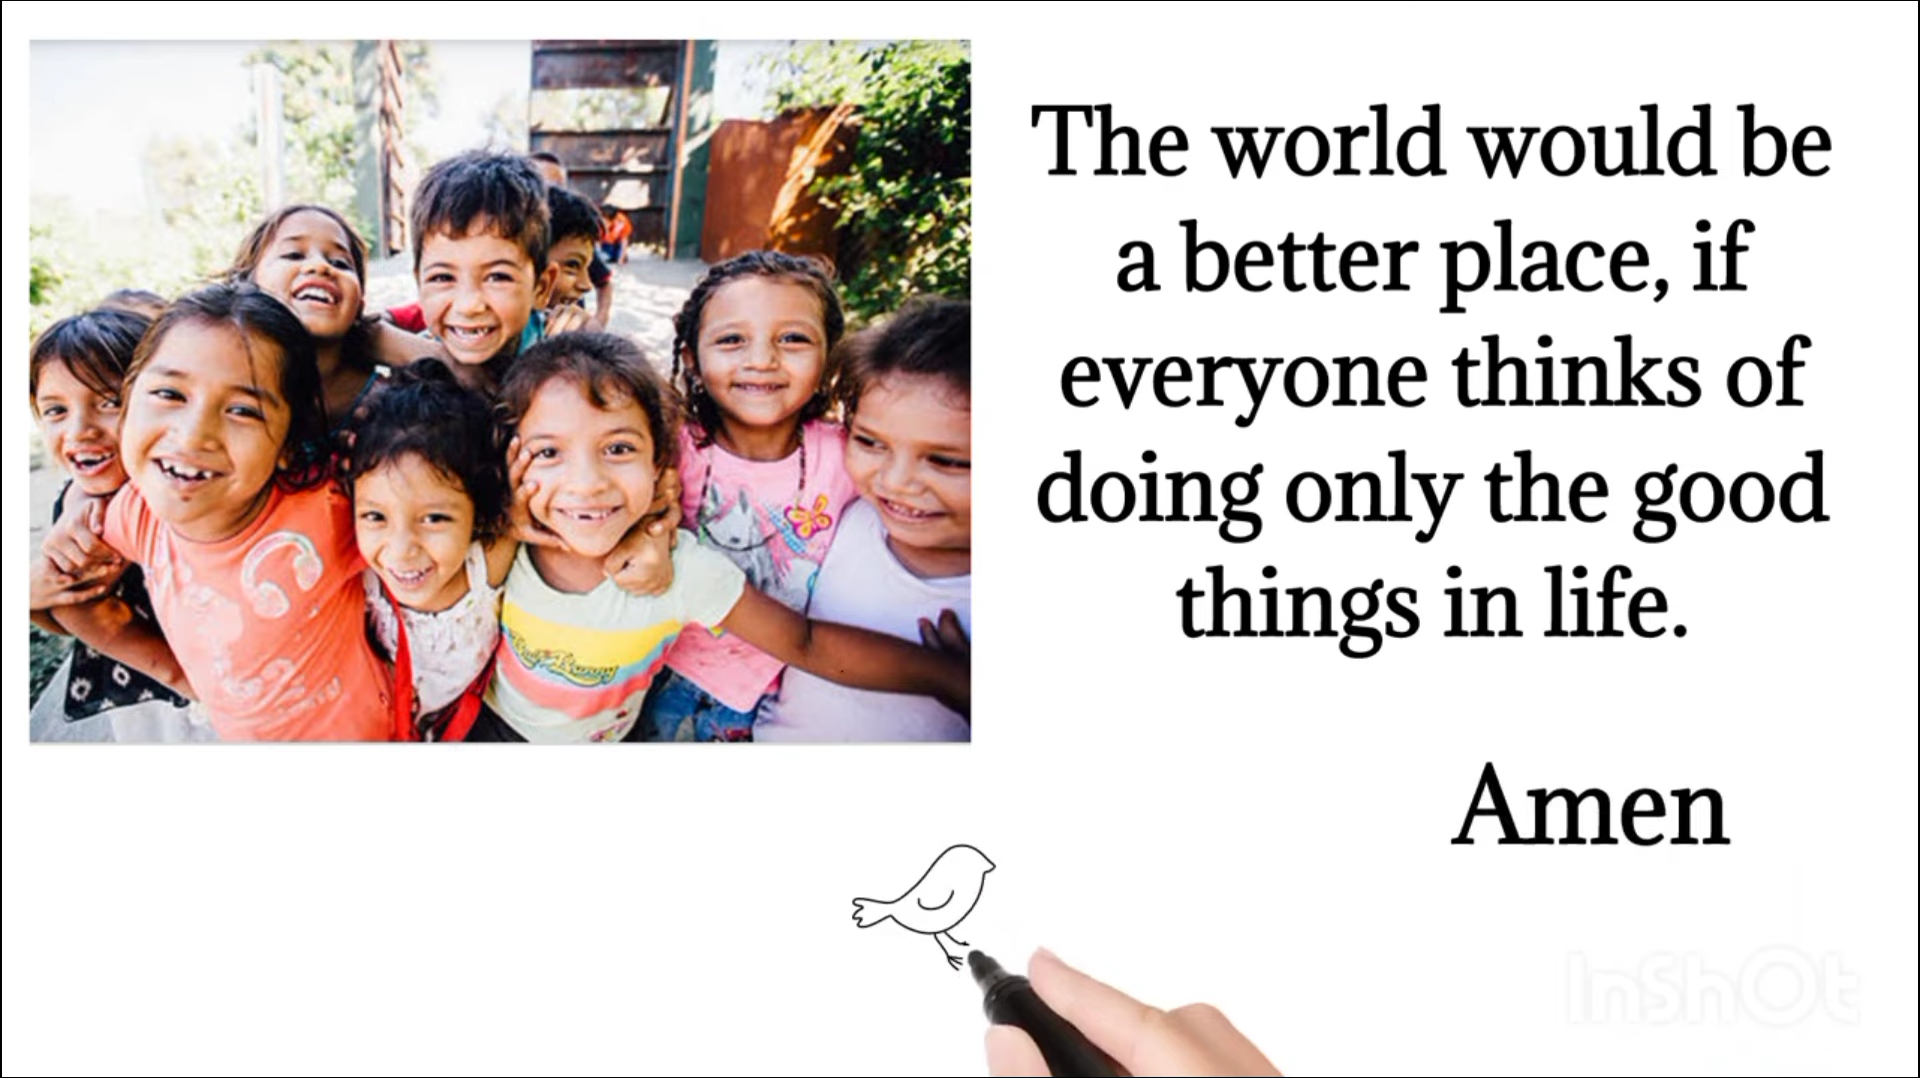 The world would be
a better place, if
everyone thinks of
doing only the good
things in life.
Amen
InShOt